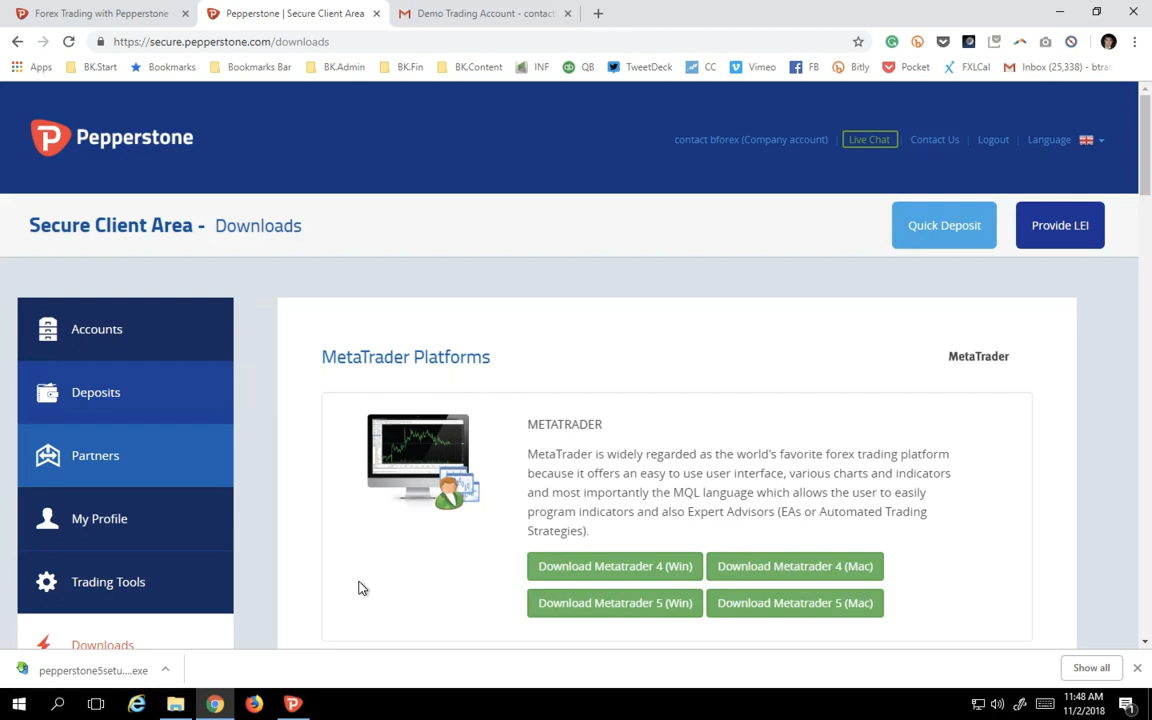 Forex Trading with Pepperstone
Pepperstone | Secure Client Area
Demo Trading Account - contact
https://secure.pepperstone.com/downloads
Apps
BK.Start
Bookmarks
Bookmarks Bar
BK.Admin
BK.Fin
BK.Content
INF
QB
TweetDeck
CC
Vimeo
FB
Bitly
Pocket
FXLCal
Inbox (25,338) - btrac
Pepperstone
contact bforex (Company account)
Live Chat
Contact Us
Logout
Language
Secure Client Area - Downloads
Quick Deposit
Provide LEI
Accounts
Deposits
Partners
My Profile
Trading Tools
Downloads
MetaTrader Platforms
MetaTrader
METATRADER
MetaTrader is widely regarded as the world's favorite forex trading platform
because it offers an easy to use user interface, various charts and indicators
and most importantly the MQL language which allows the user to easily
program indicators and also Expert Advisors (EAs or Automated Trading
Strategies).
Download Metatrader 4 (Win)
Download Metatrader 4 (Mac)
Download Metatrader 5 (Win)
Download Metatrader 5 (Mac)
pepperstone5setu....exe
Show all
11:48 AM
11/2/2018